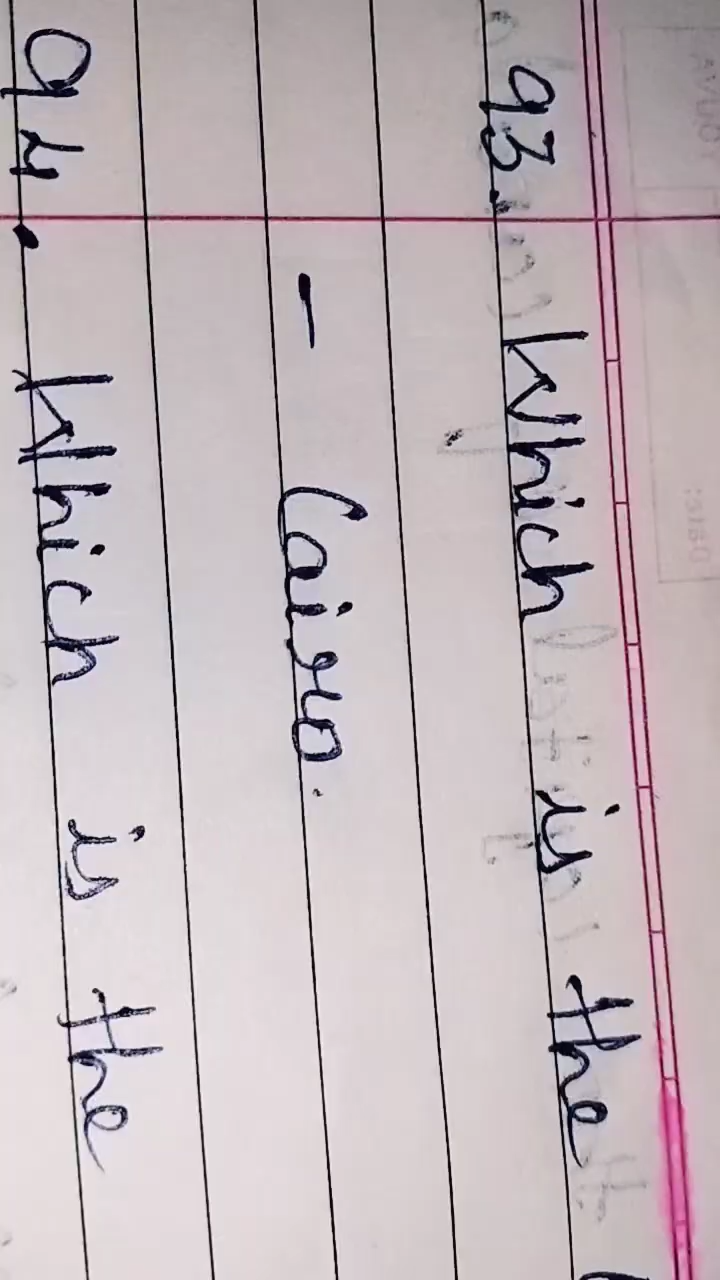 93. Which is the
- Cairo.
94. Which is the